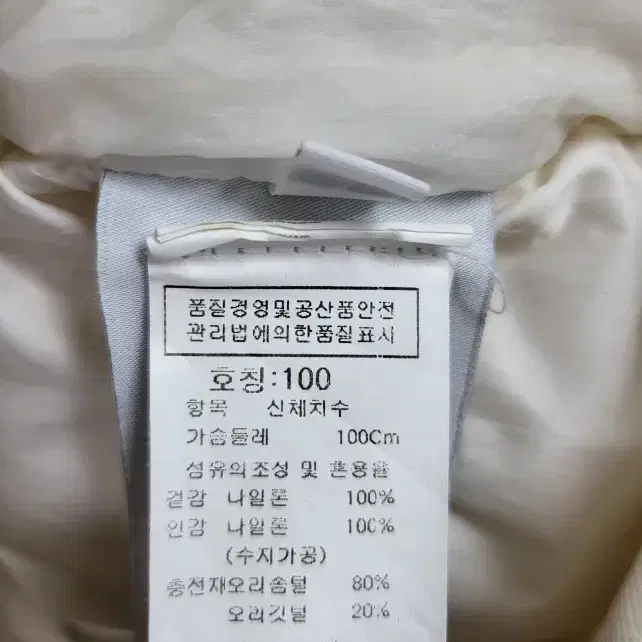 품질경영및공산품안전
관리법에의한품질표시
호칭:100
항목 신체치수
가슴둘레 100Cm
섬유의조성 및 혼용율
겉감 나일론 100%
안감 나일론 100%
(수지가공)
충전재오리솜털 80%
오리깃털 20%